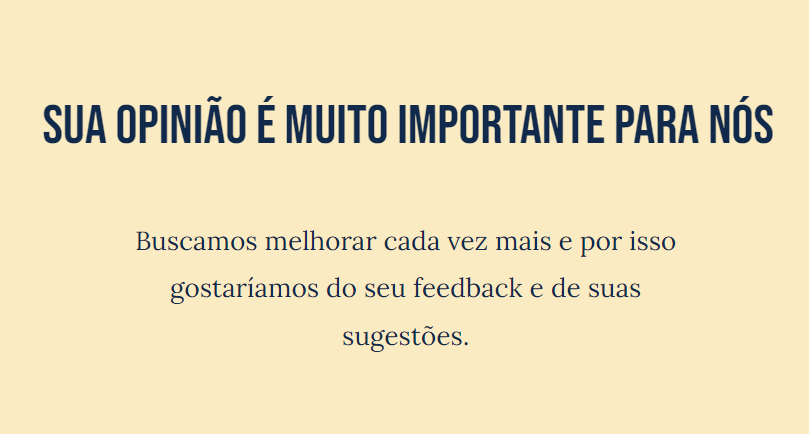 SUA OPINIÃO É MUITO IMPORTANTE PARA NÓS
Buscamos melhorar cada vez mais e por isso
gostaríamos do seu feedback e de suas
sugestões.